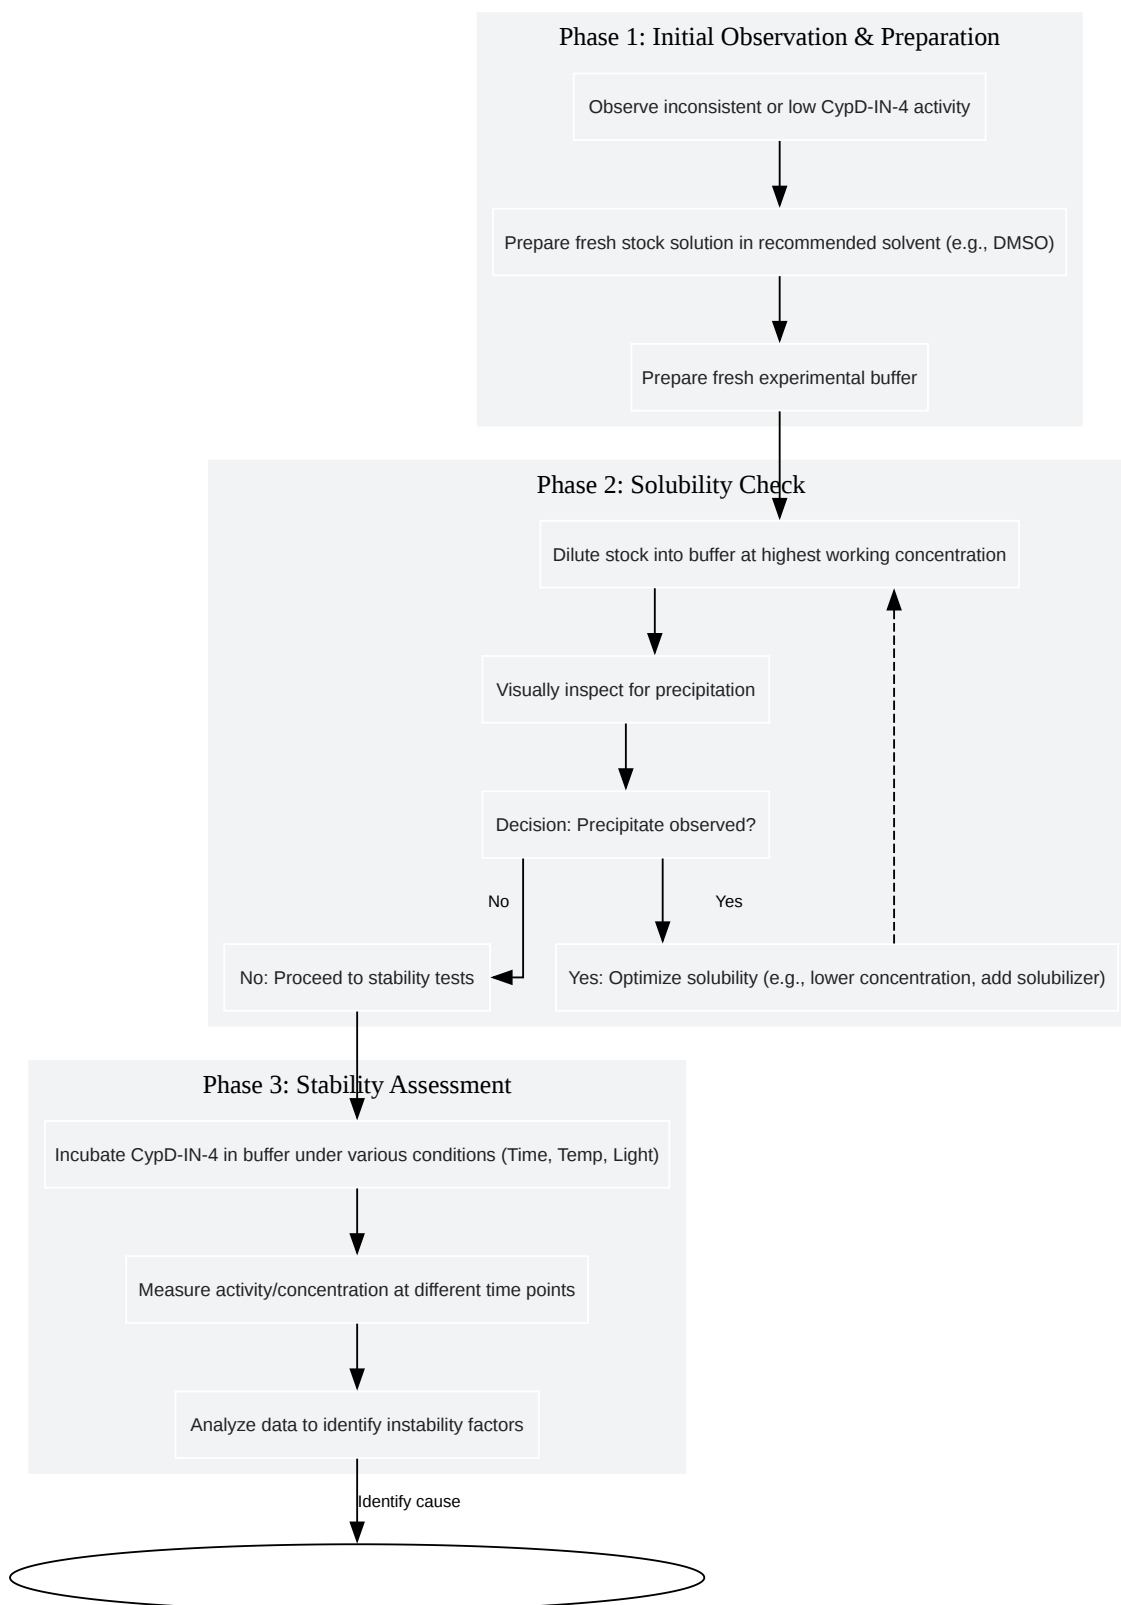 Phase 1: Initial Observation & Preparation
Observe inconsistent or low CypD-IN-4 activity
Prepare fresh stock solution in recommended solvent (e.g., DMSO)
Prepare fresh experimental buffer
Phase 2: Solubility Check
Dilute stock into buffer at highest working concentration
Visually inspect for precipitation
Decision: Precipitate observed?
No
Yes
No: Proceed to stability tests
Yes: Optimize solubility (e.g., lower concentration, add solubilizer)
Phase 3: Stability Assessment
Incubate CypD-IN-4 in buffer under various conditions (Time, Temp, Light)
Measure activity/concentration at different time points
Analyze data to identify instability factors
Identify cause